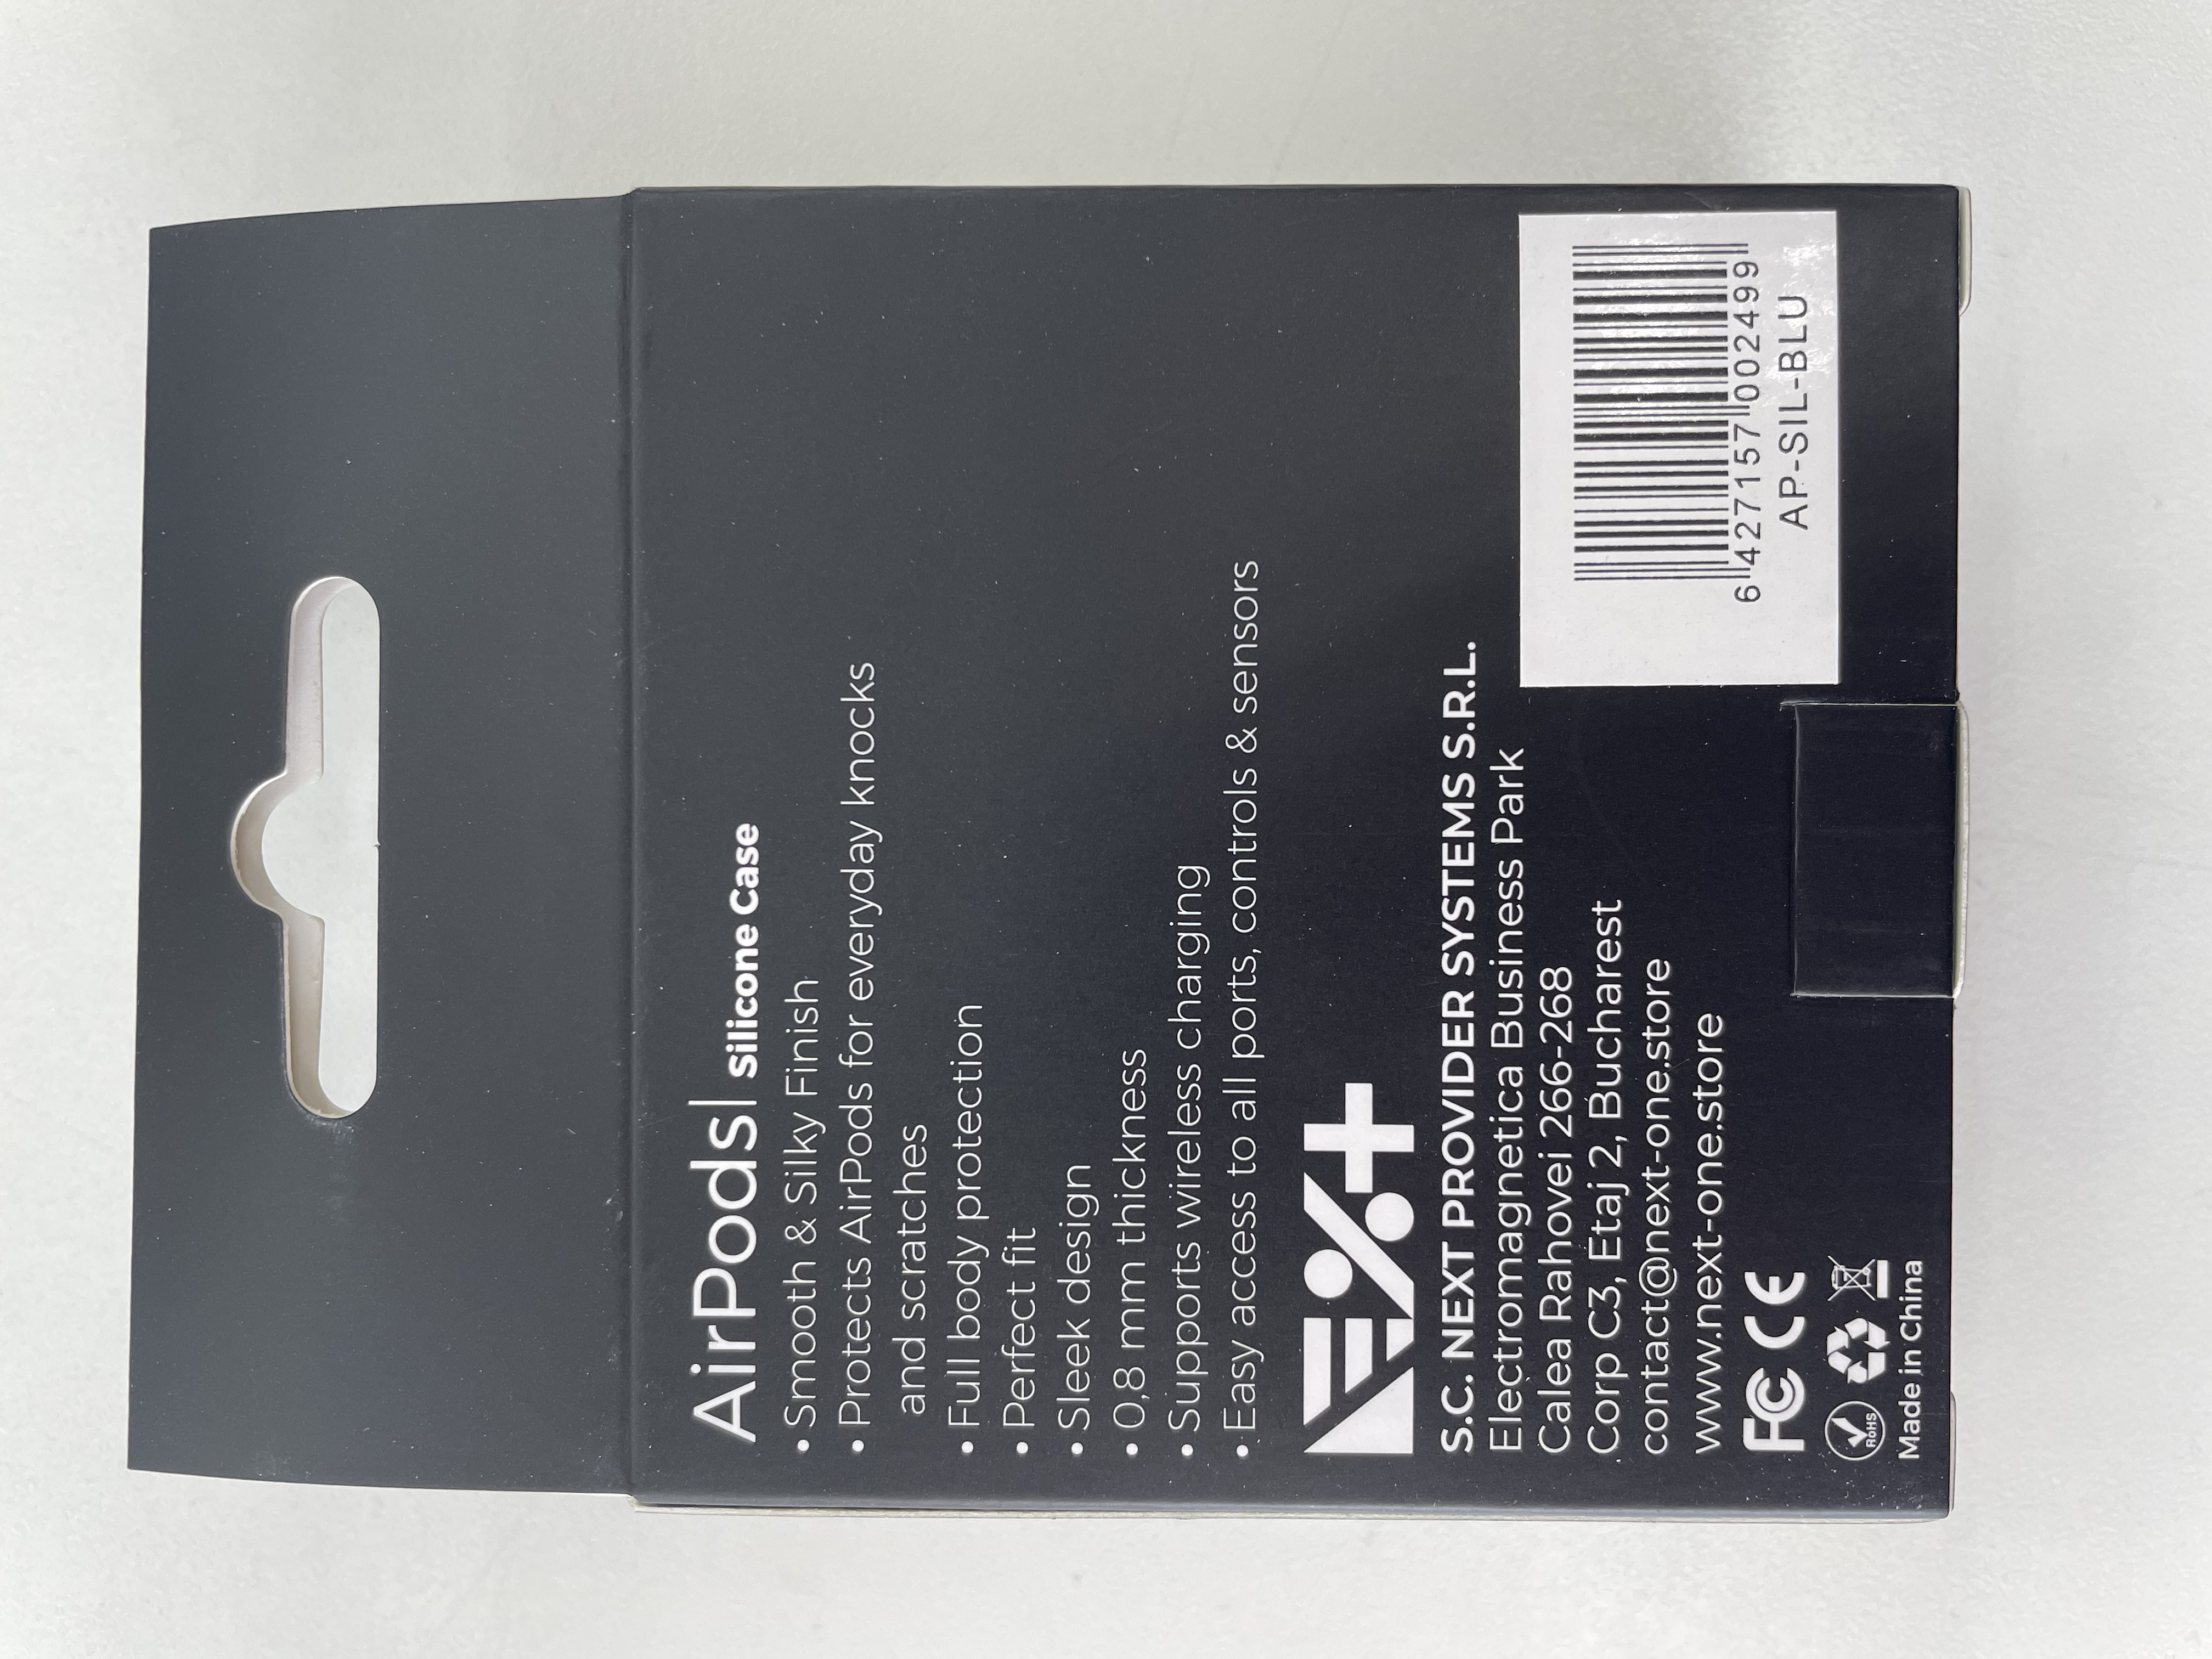 AirPods| Silicone Case
• Smooth & Silky Finish
• Protects AirPods for everyday knocks
and scratches
• Full body protection
• Perfect fit
• Sleek design
• 0,8 mm thickness
• Supports wireless charging
• Easy access to all ports, controls & sensors
S.C. NEXT PROVIDER SYSTEMS S.R.L.
Electromagnetica Business Park
Calea Rahovei 266-268
Corp C3, Etaj 2, Bucharest
contact@next-one.store
www.next-one.store
FC CE
RoHS
Made in China
6 427157 002499
AP-SIL-BLU